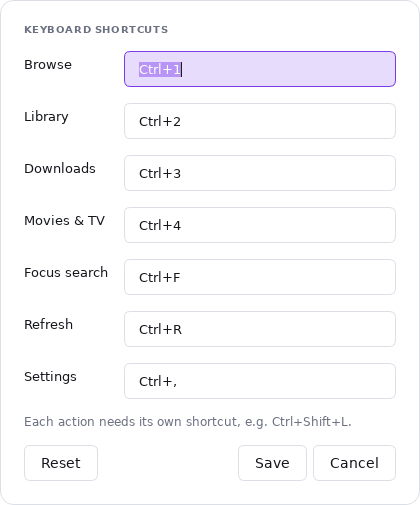 KEYBOARD SHORTCUTS
Browse Ctrl+1
Library Ctrl+2
Downloads Ctrl+3
Movies & TV Ctrl+4
Focus search Ctrl+F
Refresh Ctrl+R
Settings Ctrl+,
Each action needs its own shortcut, e.g. Ctrl+Shift+L.
Reset Save Cancel